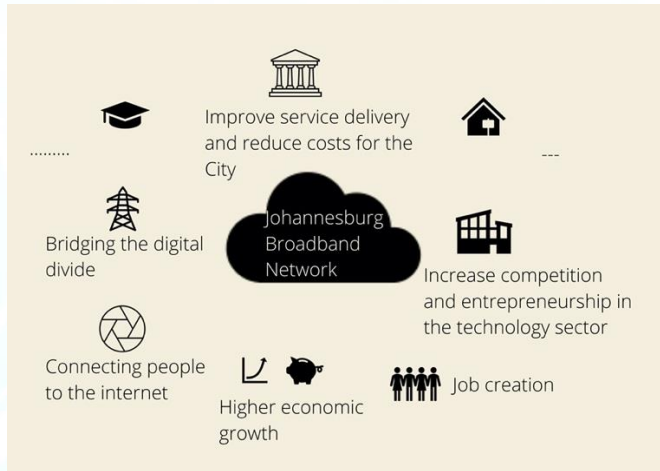 Improve service delivery
and reduce costs for the
City
.........
---
Johannesburg
Broadband
Network
Bridging the digital
divide
Increase competition
and entrepreneurship in
the technology sector
Connecting people
to the internet
Higher economic
growth
Job creation